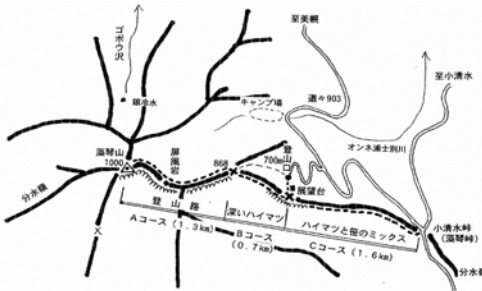 至美幌
ゴボウ沢
至小清水
銀冷水
キャンプ場
道々903
オンネ浦士別川
藻琴山
1000
屏風岩
868
700m
登山口
展望台
分水嶺
登山路
深いハイマツ
ハイマツと笹のミックス
小清水峠
(藻琴峠)
Aコース(1.3km)
Bコース
(0.7km)
Cコース(1.6km)
分水嶺